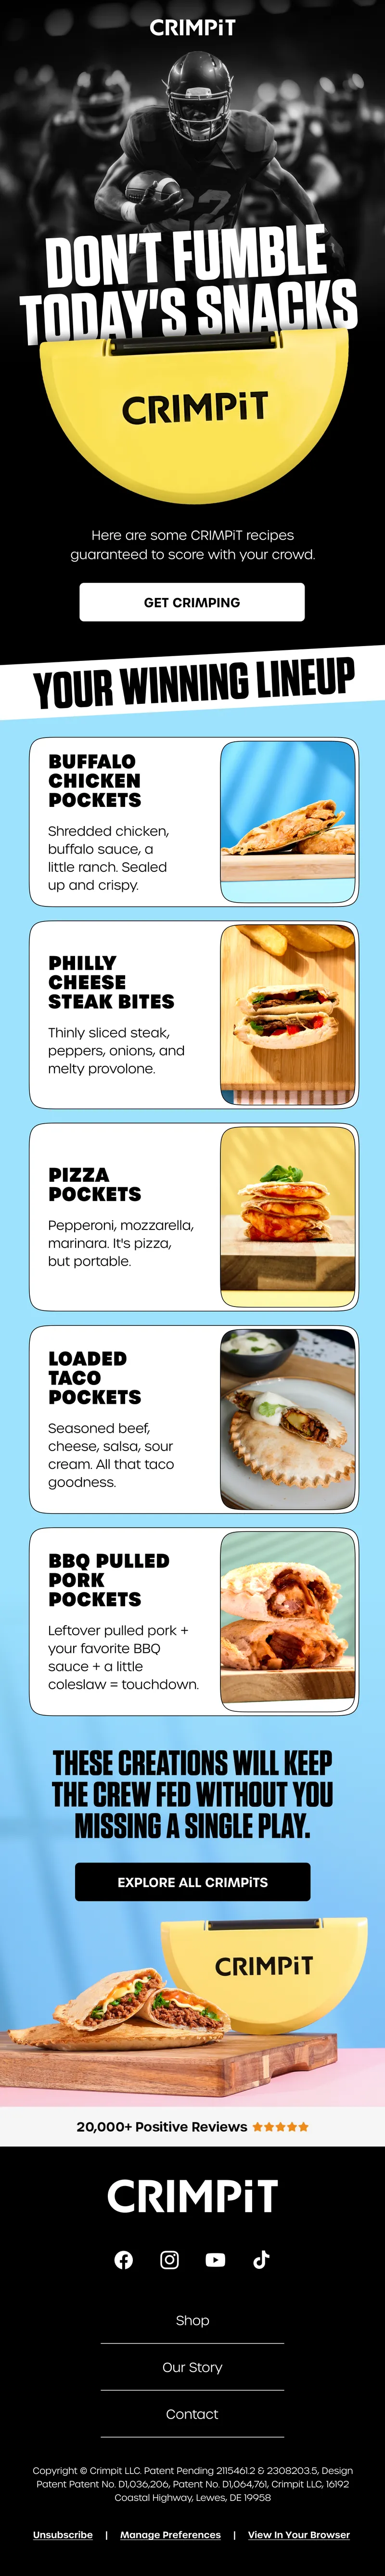 CRIMPiT
DON'T FUMBLE
TODAY'S SNACKS
CRIMPiT
Here are some CRIMPiT recipes
guaranteed to score with your crowd.
GET CRIMPING
YOUR WINNING LINEUP
BUFFALO
CHICKEN
POCKETS
Shredded chicken,
buffalo sauce, a
little ranch. Sealed
up and crispy.
PHILLY
CHEESE
STEAK BITES
Thinly sliced steak,
peppers, onions, and
melty provolone.
PIZZA
POCKETS
Pepperoni, mozzarella,
marinara. It's pizza,
but portable.
LOADED
TACO
POCKETS
Seasoned beef,
cheese, salsa, sour
cream. All that taco
goodness.
BBQ PULLED
PORK
POCKETS
Leftover pulled pork +
your favorite BBQ
sauce + a little
coleslaw = touchdown.
THESE CREATIONS WILL KEEP
THE CREW FED WITHOUT YOU
MISSING A SINGLE PLAY.
EXPLORE ALL CRIMPiTS
CRIMPiT
20,000+ Positive Reviews
CRIMPiT
Shop
Our Story
Contact
Copyright © Crimpit LLC. Patent Pending 2115461.2 & 2308203.5, Design
Patent Patent No. D1,036,206, Patent No. D1,064,761, Crimpit LLC, 16192
Coastal Highway, Lewes, DE 19958
Unsubscribe | Manage Preferences | View In Your Browser